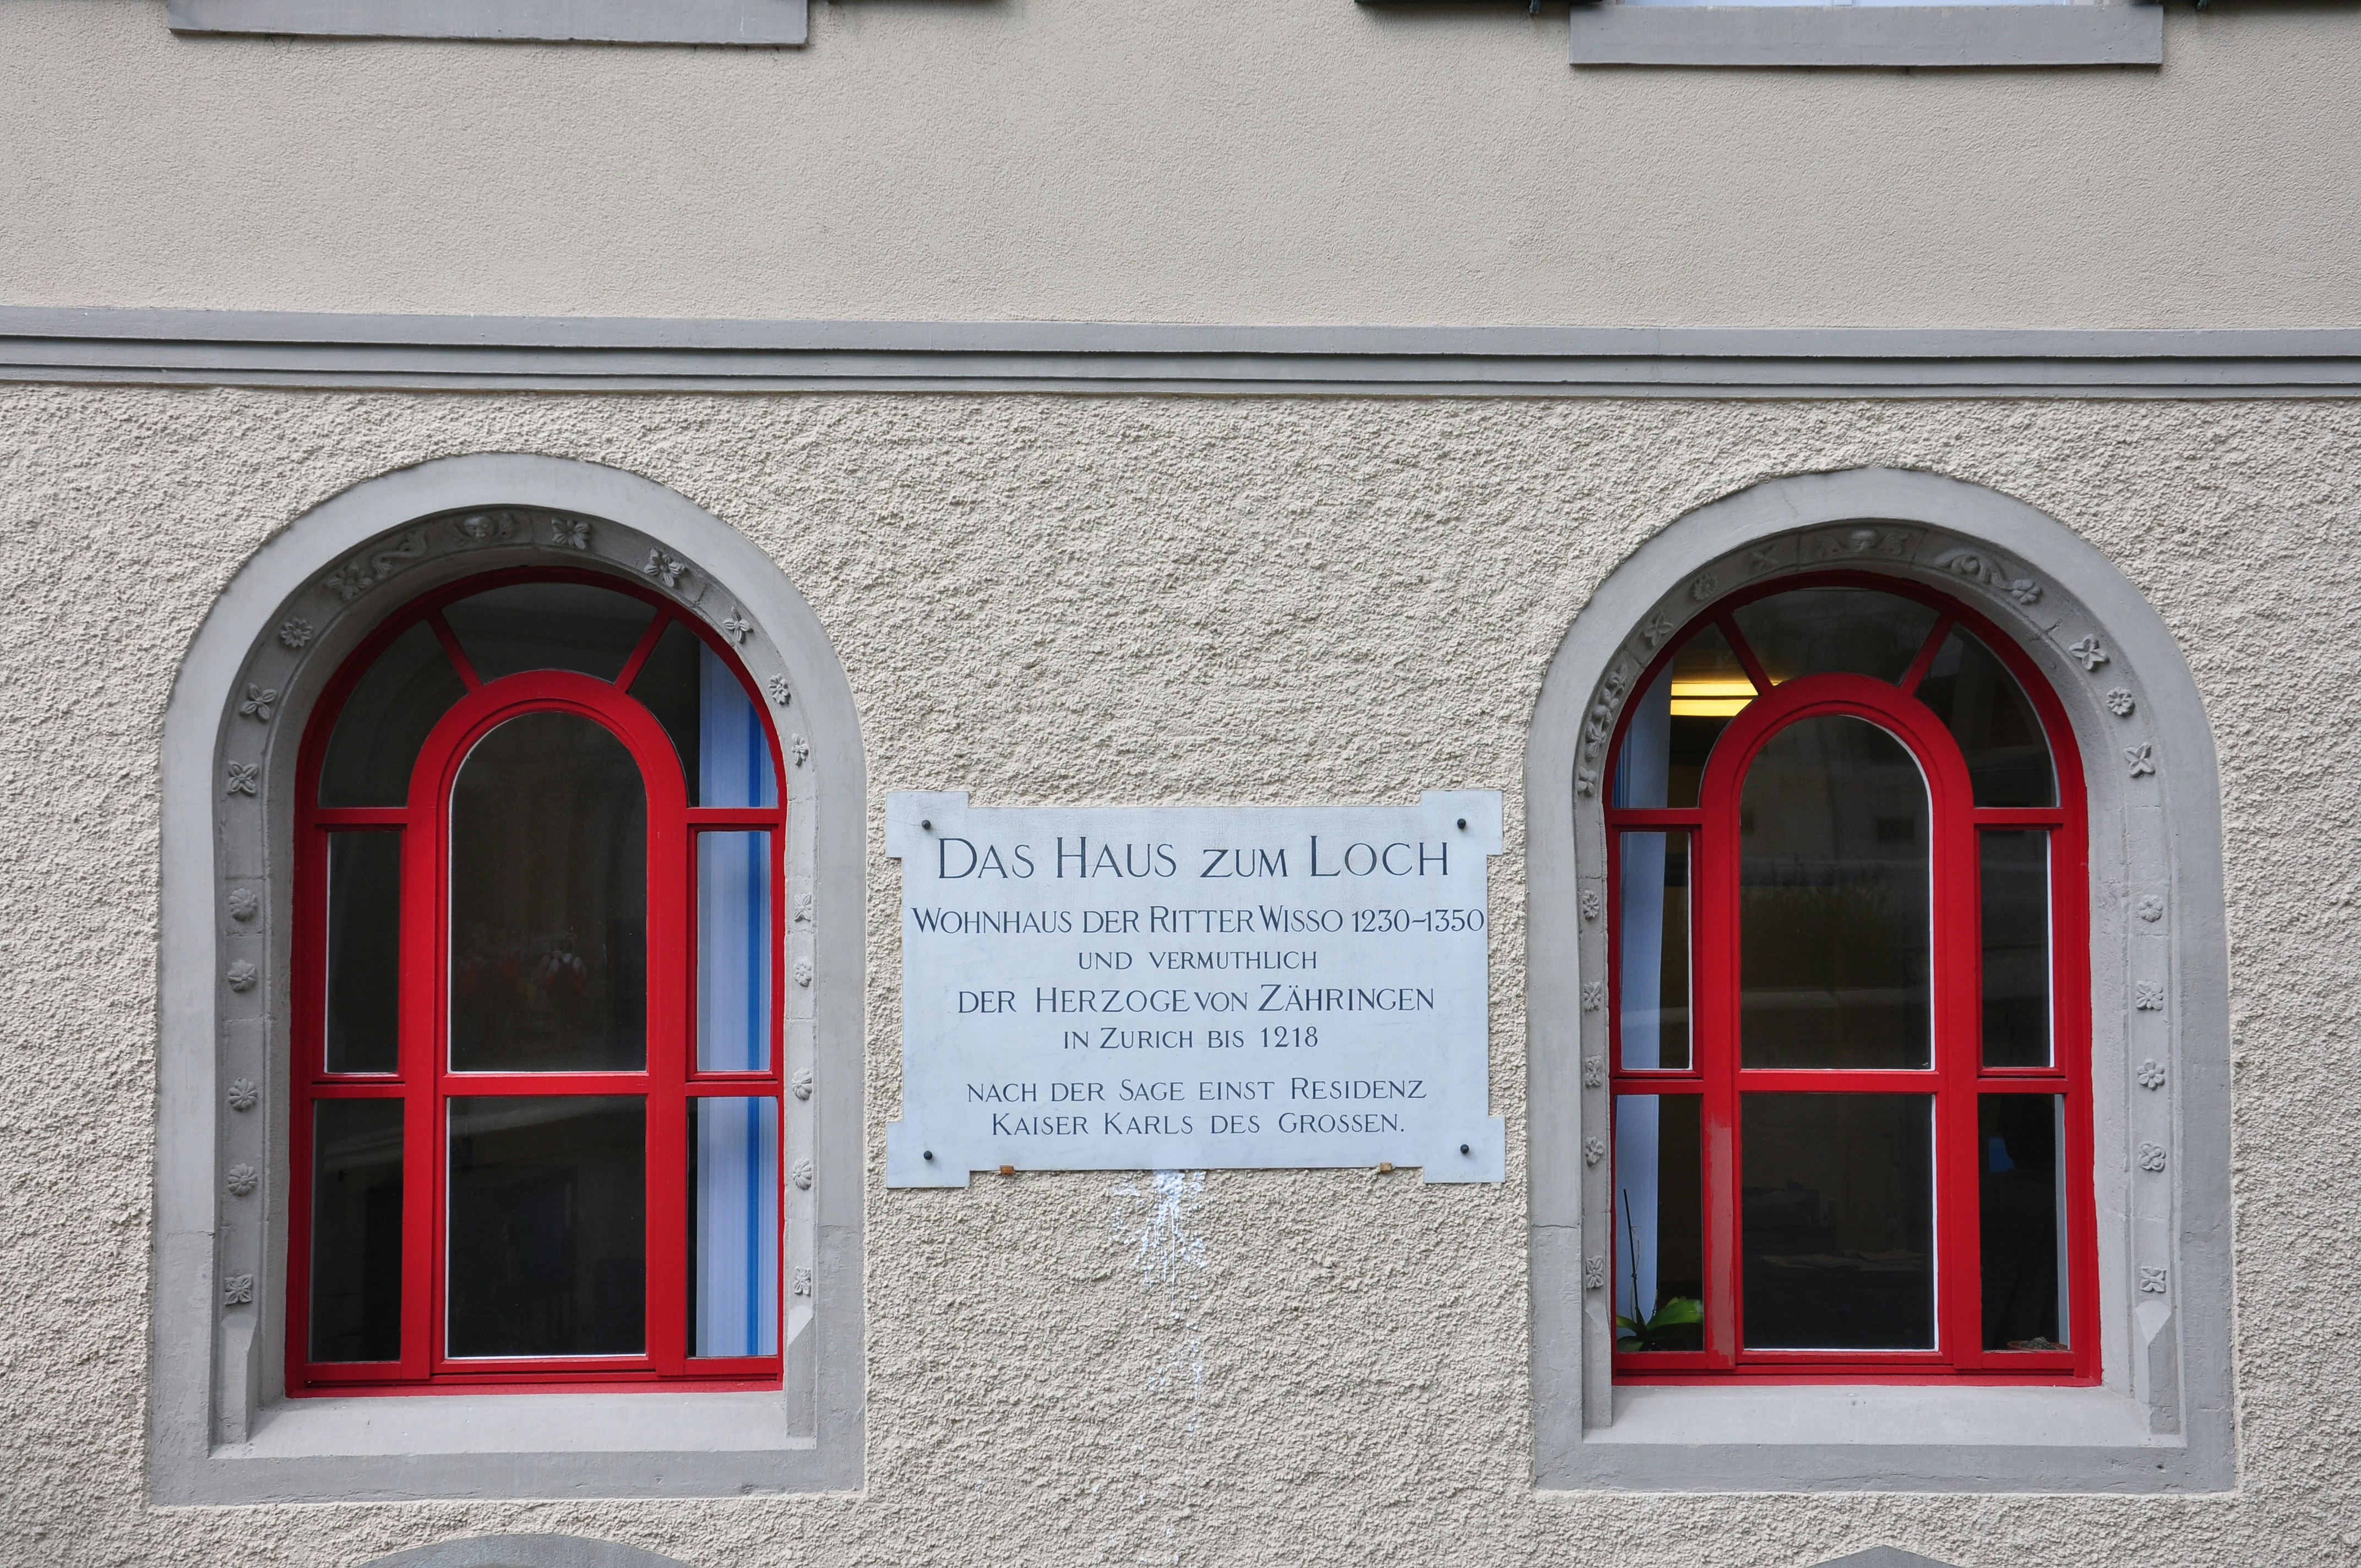 DAS HAUS ZUM LOCH
WOHNHAUS DER RITTER WISSO 1230–1350
UND VERMUTHLICH
DER HERZOGE VON ZÄHRINGEN
IN ZURICH BIS 1218
NACH DER SAGE EINST RESIDENZ
KAISER KARLS DES GROSSEN.